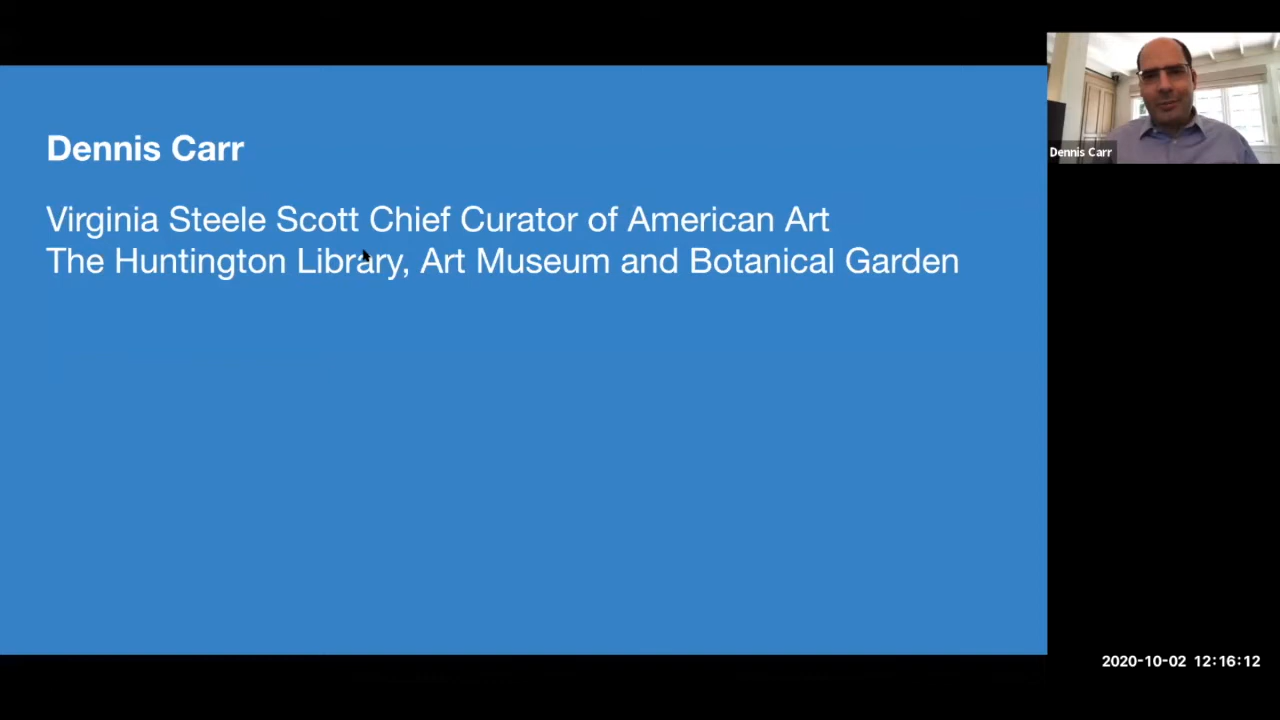 Dennis Carr
Virginia Steele Scott Chief Curator of American Art
The Huntington Library, Art Museum and Botanical Garden
Dennis Carr
2020-10-02 12:16:12